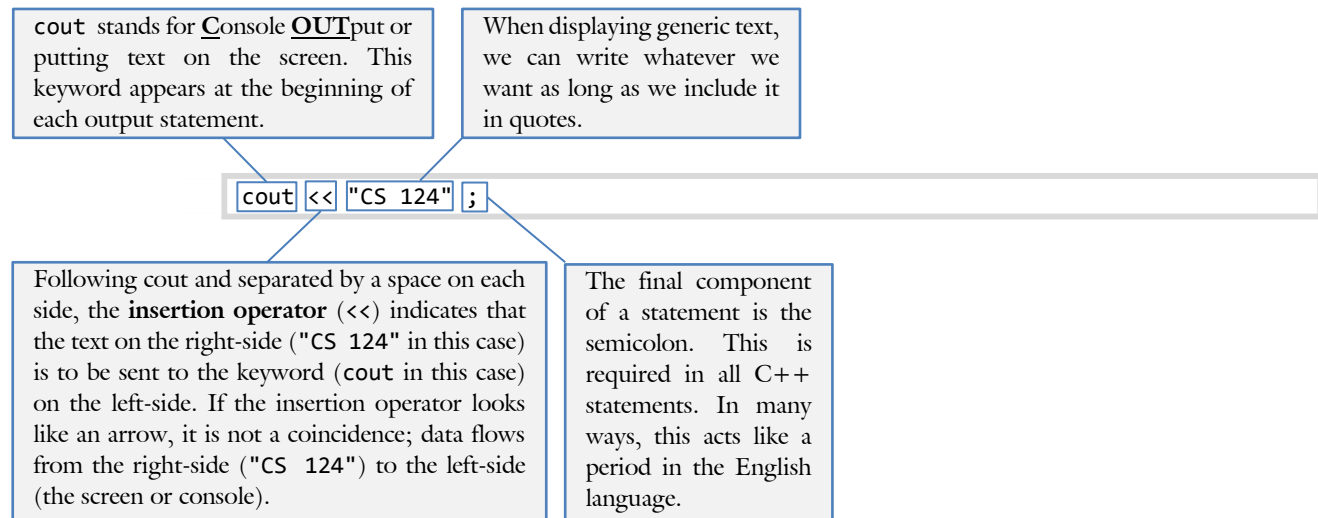 cout stands for Console OUTput or
putting text on the screen. This
keyword appears at the beginning of
each output statement.
When displaying generic text,
we can write whatever we
want as long as we include it
in quotes.
cout << "CS 124" ;
Following cout and separated by a space on each
side, the insertion operator (<<) indicates that
the text on the right-side ("CS 124" in this case)
is to be sent to the keyword (cout in this case)
on the left-side. If the insertion operator looks
like an arrow, it is not a coincidence; data flows
from the right-side ("CS 124") to the left-side
(the screen or console).
The final component
of a statement is the
semicolon. This is
required in all C++
statements. In many
ways, this acts like a
period in the English
language.